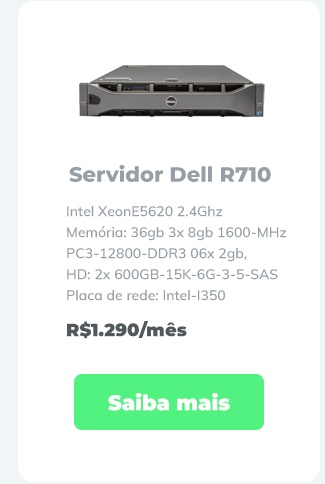 DELL
Servidor Dell R710
Intel XeonE5620 2.4Ghz
Memória: 36gb 3x 8gb 1600-MHz
PC3-12800-DDR3 06x 2gb,
HD: 2x 600GB-15K-6G-3-5-SAS
Placa de rede: Intel-I350
R$1.290/mês
Saiba mais